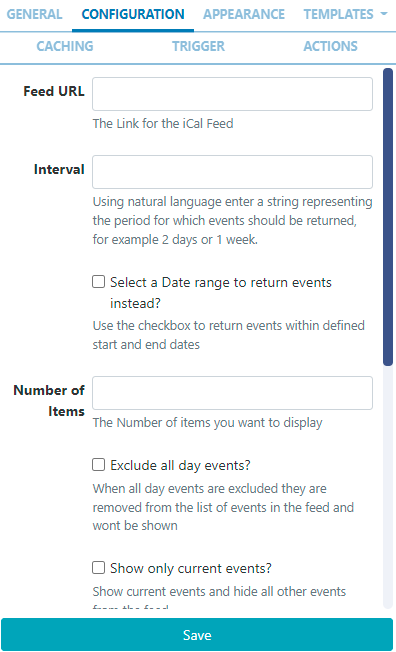 GENERAL CONFIGURATION APPEARANCE TEMPLATES
CACHING TRIGGER ACTIONS
Feed URL
The Link for the iCal Feed
Interval
Using natural language enter a string representing
the period for which events should be returned,
for example 2 days or 1 week.
Select a Date range to return events
instead?
Use the checkbox to return events within defined
start and end dates
Number of
Items
The Number of items you want to display
Exclude all day events?
When all day events are excluded they are
removed from the list of events in the feed and
wont be shown
Show only current events?
Show current events and hide all other events
from the feed
Save